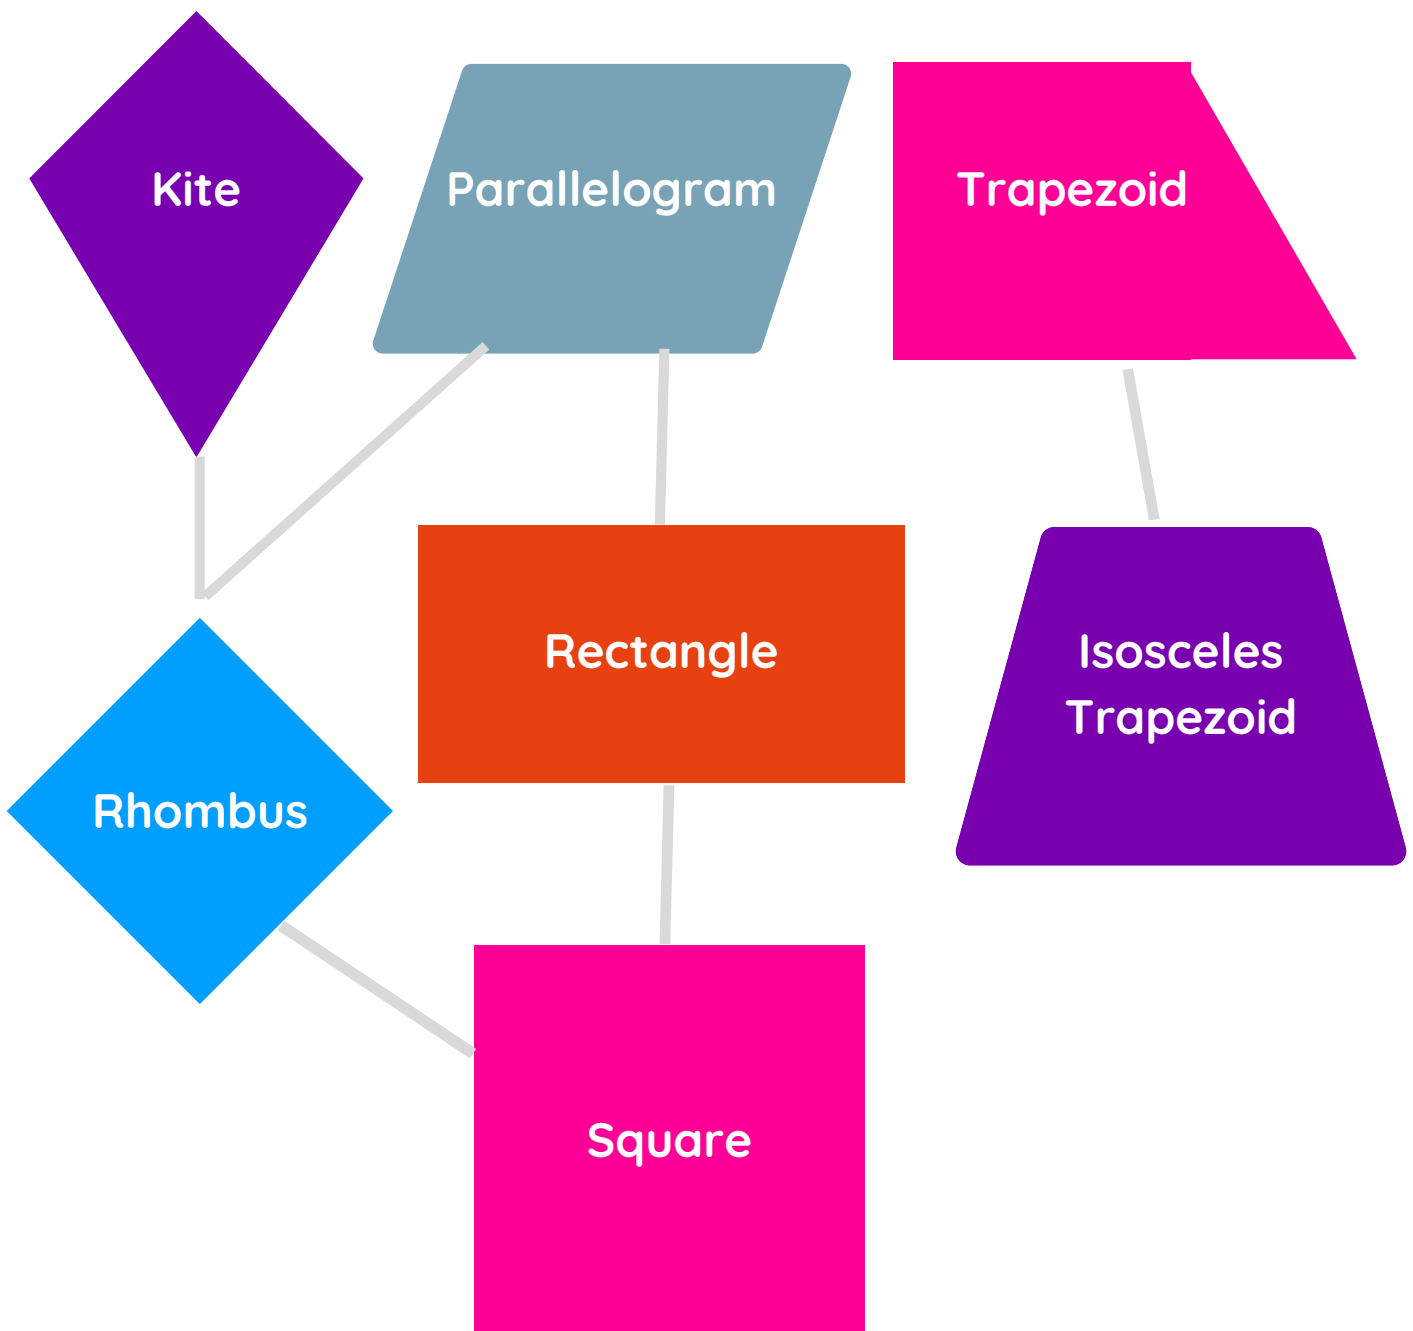 Kite
Parallelogram
Trapezoid
Rectangle
Isosceles
Trapezoid
Rhombus
Square